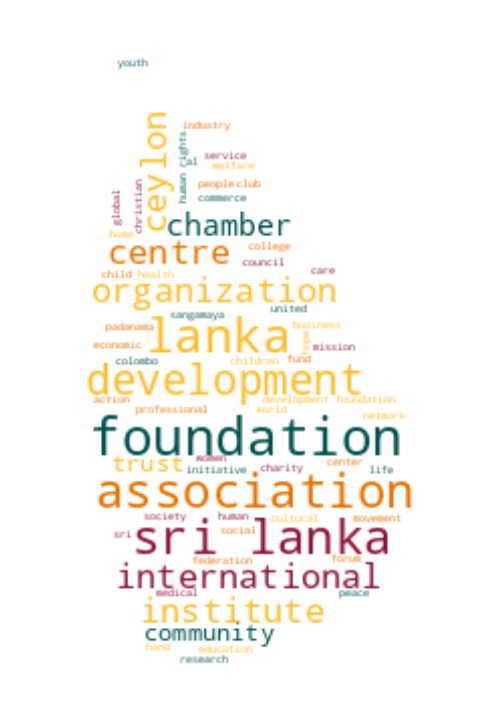 youth
industry
ceylon
human rights
al
service
welfare
people club
christian
global
commerce
chamber
home
centre
college
council
child health
care
organization
united
sangamaya
padanama
lanka
business
hope
economic
mission
colombo
children
fund
development
action
development foundation
professional
world
network
foundation
trust
women
initiative
charity
center
life
association
society
human
cultural
movement
sri
sri lanka
social
federation
forum
international
medical
peace
institute
community
hand
education
research